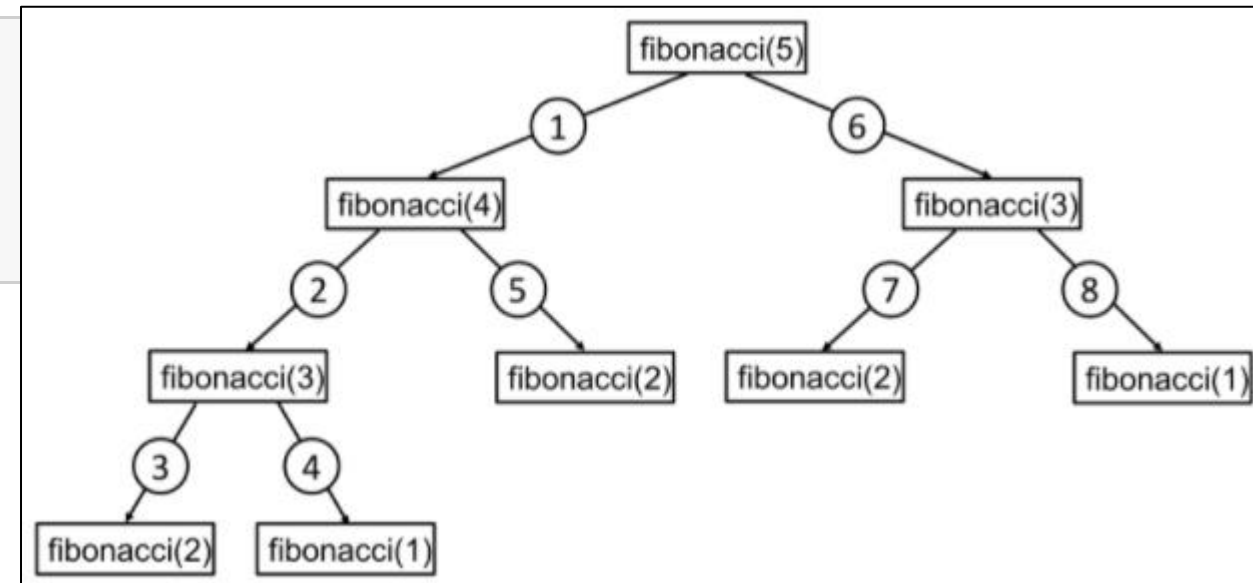 fibonacci(5)
1
6
fibonacci(4)
fibonacci(3)
2
5
7
8
fibonacci(3)
fibonacci(2)
fibonacci(2)
fibonacci(1)
3
4
fibonacci(2)
fibonacci(1)